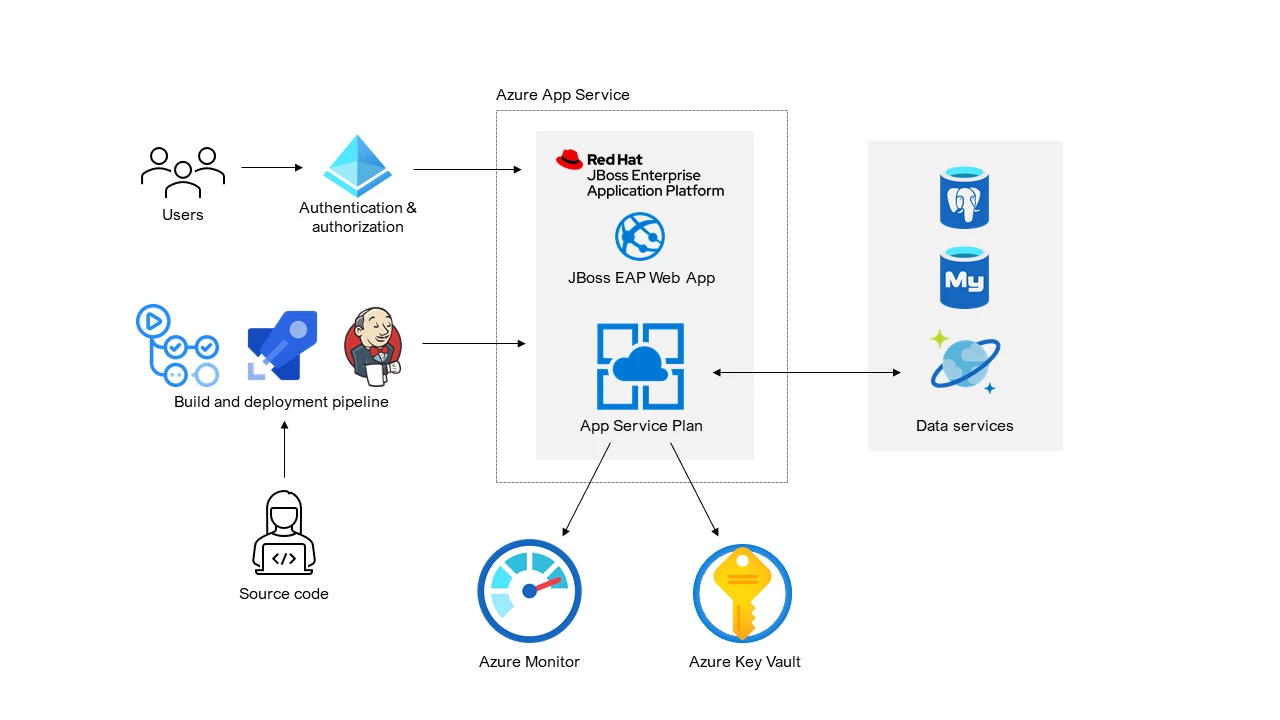 Azure App Service
Red Hat
JBoss Enterprise
Application Platform
Users
Authentication &
authorization
JBoss EAP Web App
My
Build and deployment pipeline
App Service Plan
Data services
</>
Source code
Azure Monitor
Azure Key Vault